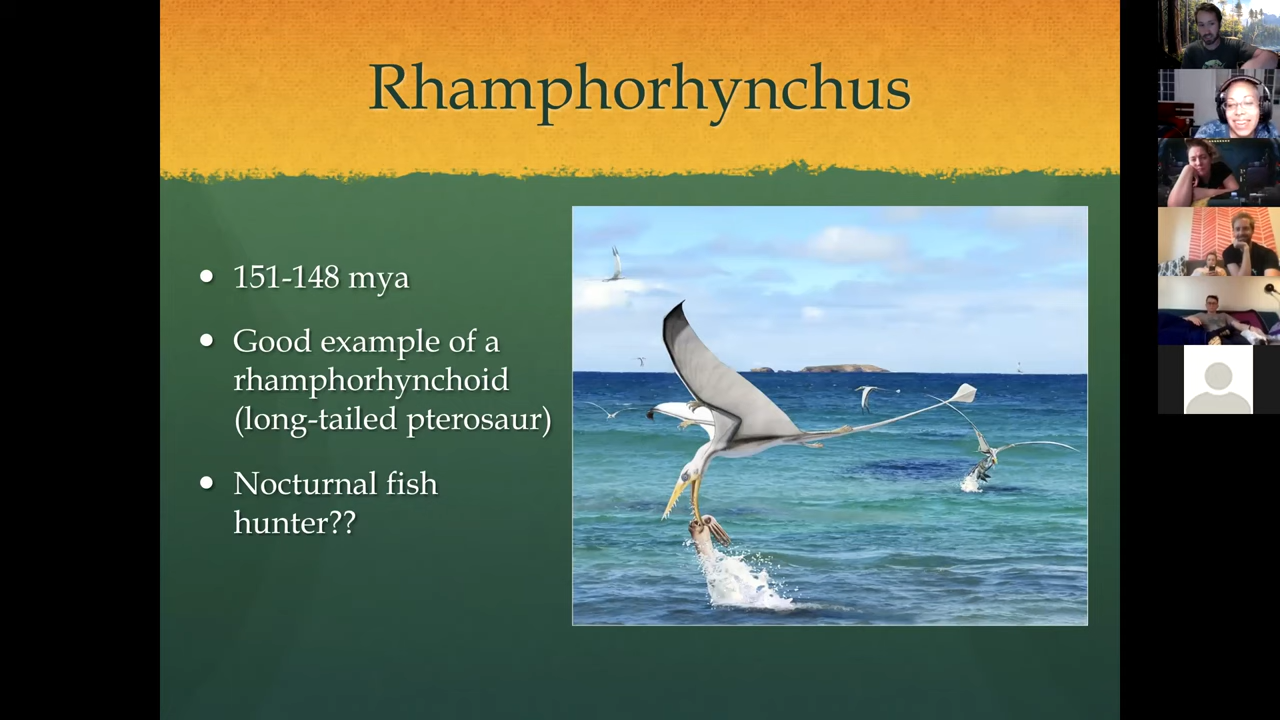 Rhamphorhynchus
• 151-148 mya
• Good example of a
rhamphorhynchoid
(long-tailed pterosaur)
• Nocturnal fish
hunter??